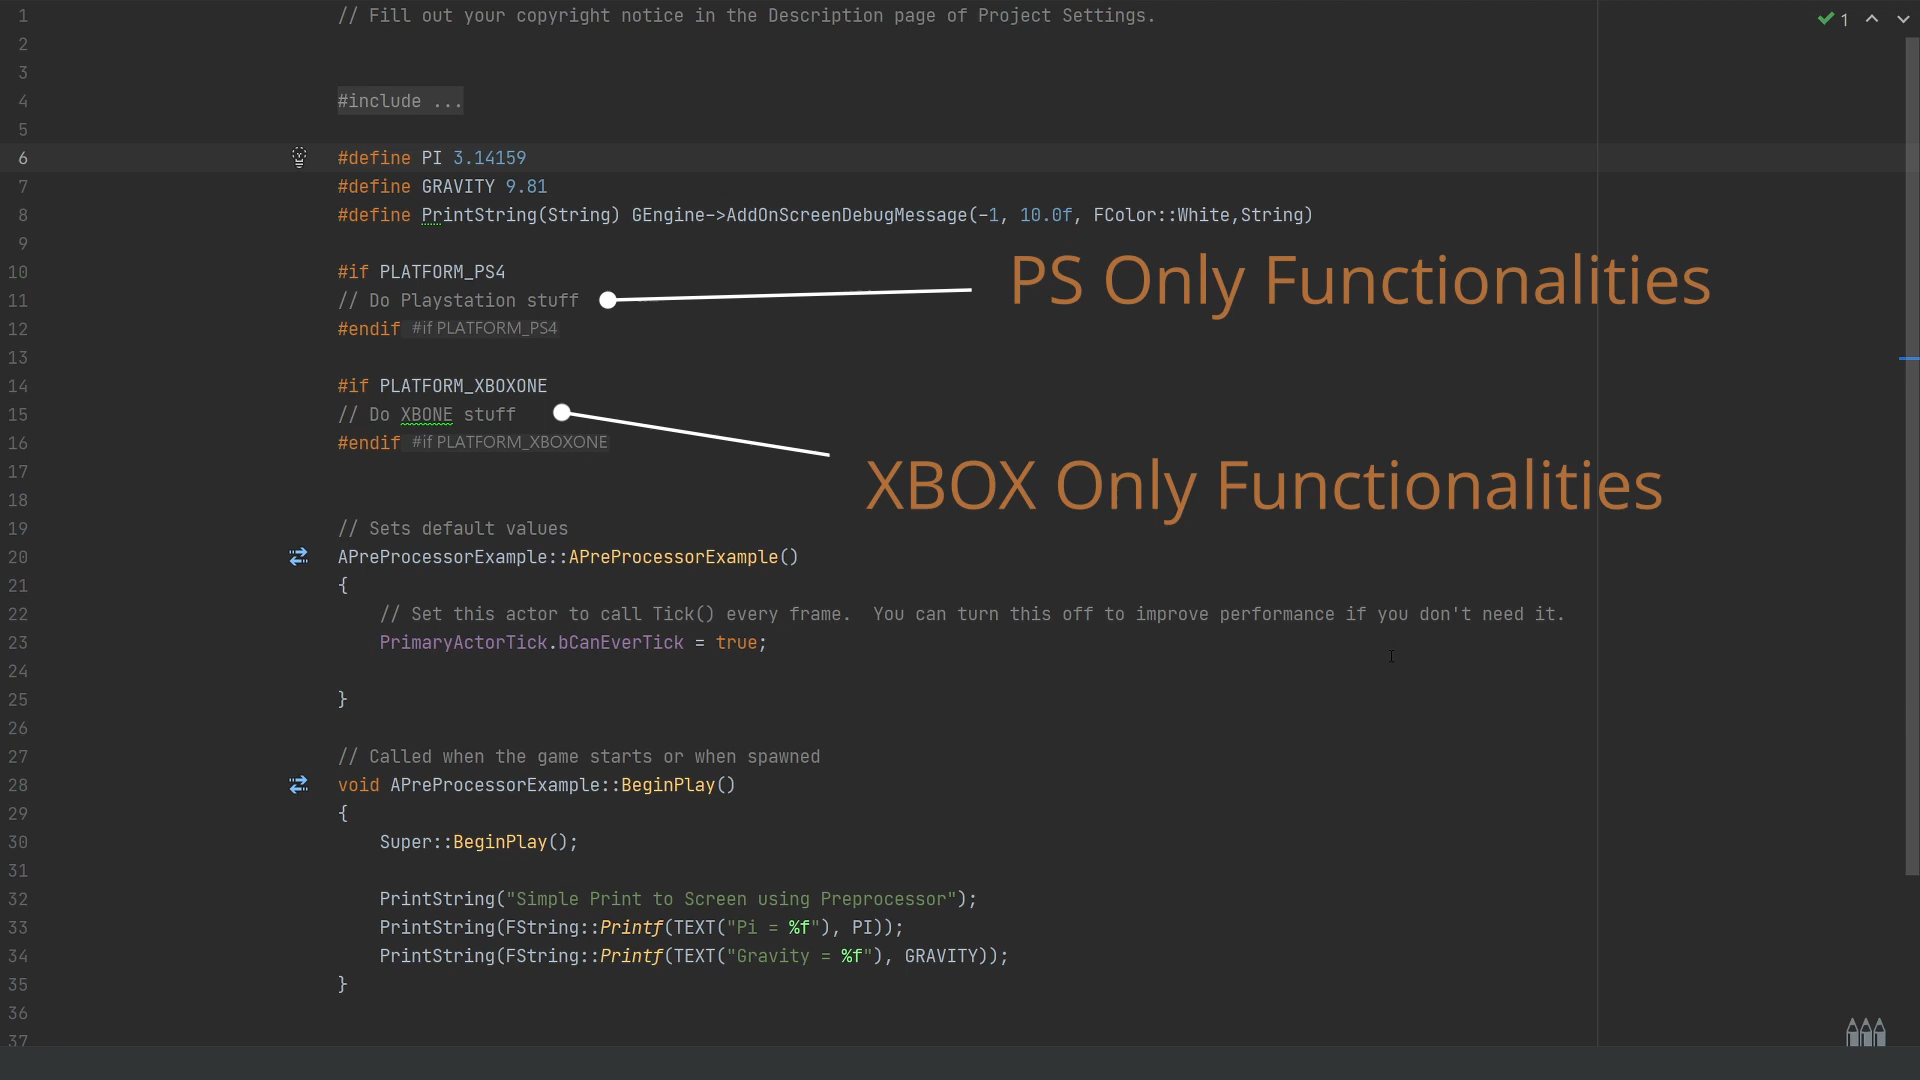 1 // Fill out your copyright notice in the Description page of Project Settings.
1
2
3
4 #include ...
5
6 #define PI 3.14159
7 #define GRAVITY 9.81
8 #define PrintString(String) GEngine->AddOnScreenDebugMessage(-1, 10.0f, FColor::White,String)
9
PS Only Functionalities
10 #if PLATFORM_PS4
11 // Do Playstation stuff
12 #endif #if PLATFORM_PS4
13
14 #if PLATFORM_XBOXONE
15 // Do XBONE stuff
16 #endif #if PLATFORM_XBOXONE
17
XBOX Only Functionalities
18
19 // Sets default values
20 APreProcessorExample::APreProcessorExample()
21 {
22 // Set this actor to call Tick() every frame.  You can turn this off to improve performance if you don't need it.
23 PrimaryActorTick.bCanEverTick = true;
24
25 }
26
27 // Called when the game starts or when spawned
28 void APreProcessorExample::BeginPlay()
29 {
30 Super::BeginPlay();
31
32 PrintString("Simple Print to Screen using Preprocessor");
33 PrintString(FString::Printf(TEXT("Pi = %f"), PI));
34 PrintString(FString::Printf(TEXT("Gravity = %f"), GRAVITY));
35 }
36
37